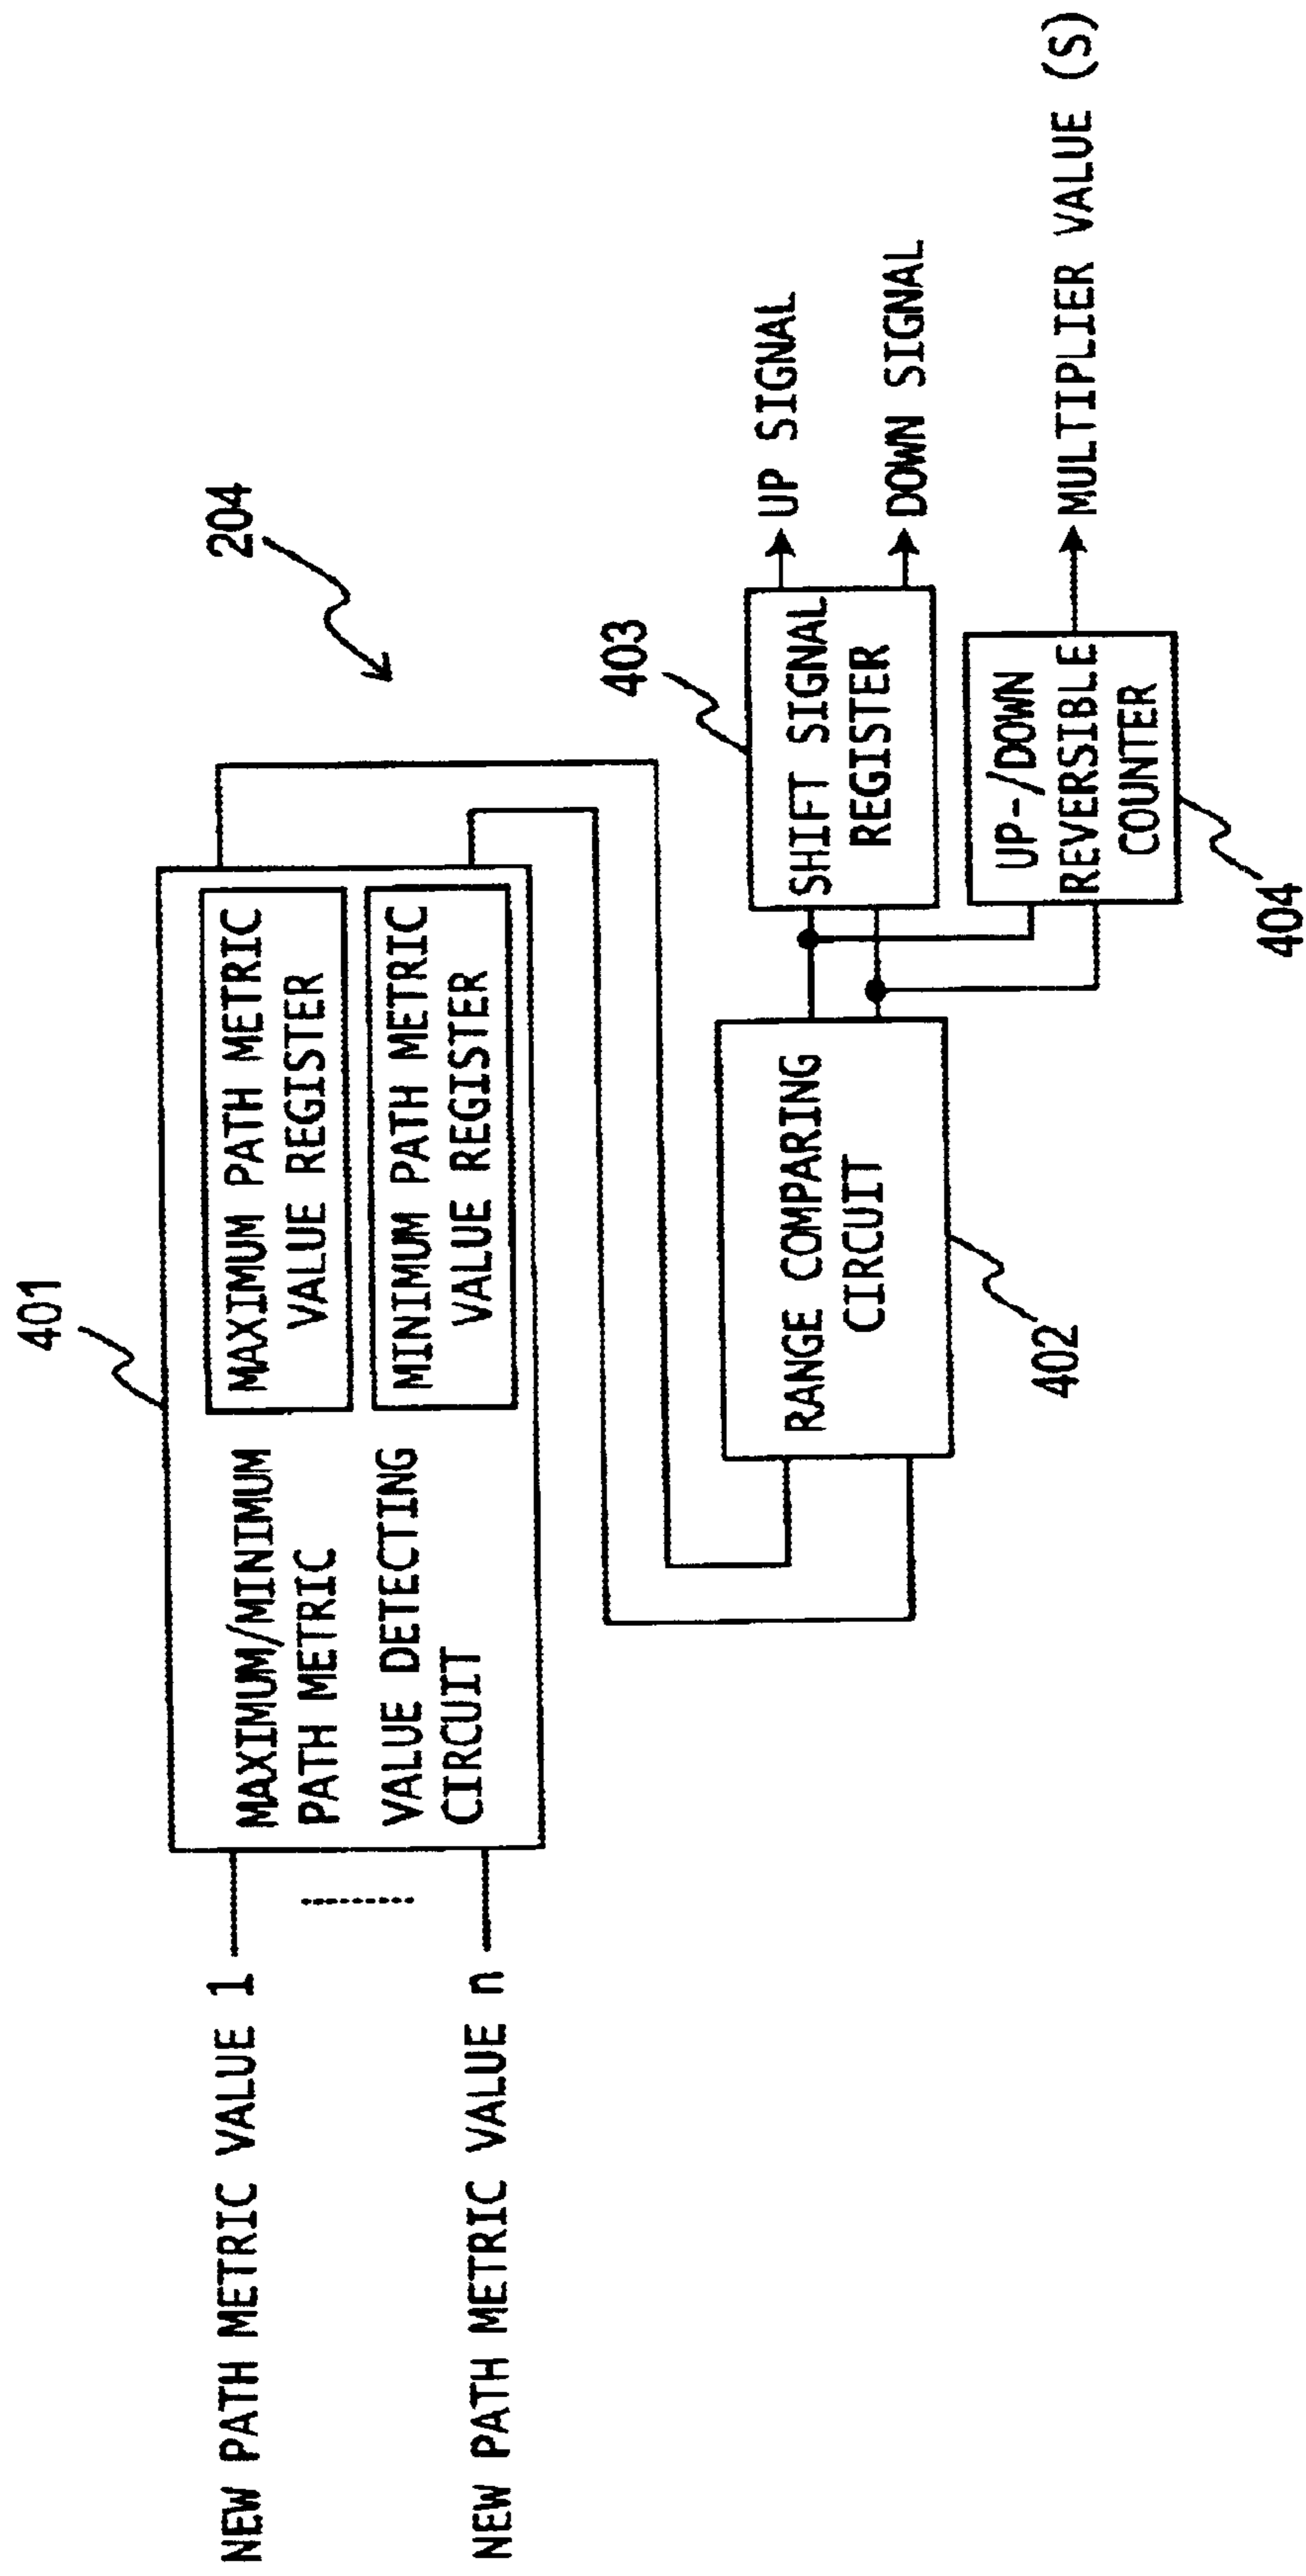 204
401
NEW PATH METRIC VALUE 1
NEW PATH METRIC VALUE n
MAXIMUM/MINIMUM
PATH METRIC
VALUE DETECTING
CIRCUIT
MAXIMUM PATH METRIC
VALUE REGISTER
MINIMUM PATH METRIC
VALUE REGISTER
RANGE COMPARING
CIRCUIT
402
403
SHIFT SIGNAL
REGISTER
UP SIGNAL
DOWN SIGNAL
UP-/DOWN
REVERSIBLE
COUNTER
404
MULTIPLIER VALUE (S)